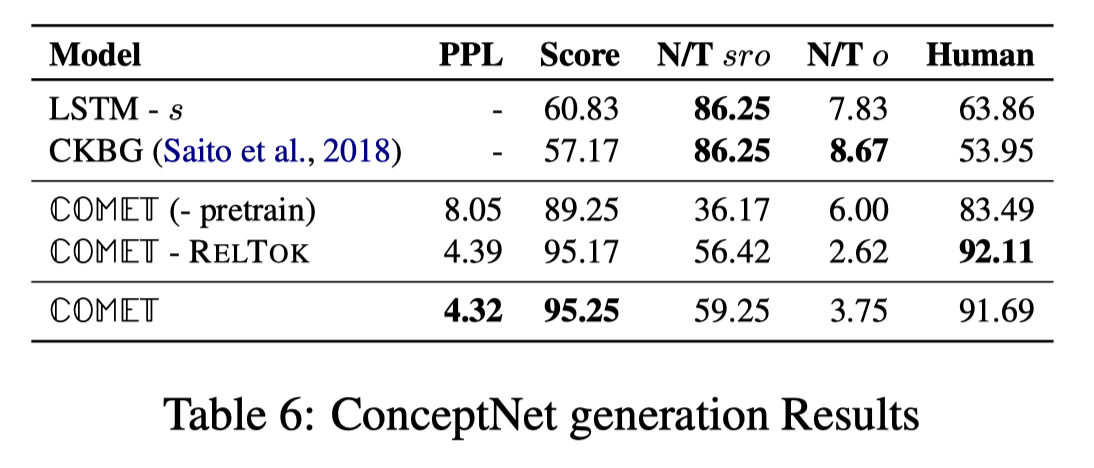 Model PPL Score N/T sro N/T o Human
LSTM - s - 60.83 86.25 7.83 63.86
CKBG (Saito et al., 2018) - 57.17 86.25 8.67 53.95
COMET (- pretrain) 8.05 89.25 36.17 6.00 83.49
COMET - RELTOK 4.39 95.17 56.42 2.62 92.11
COMET 4.32 95.25 59.25 3.75 91.69
Table 6: ConceptNet generation Results